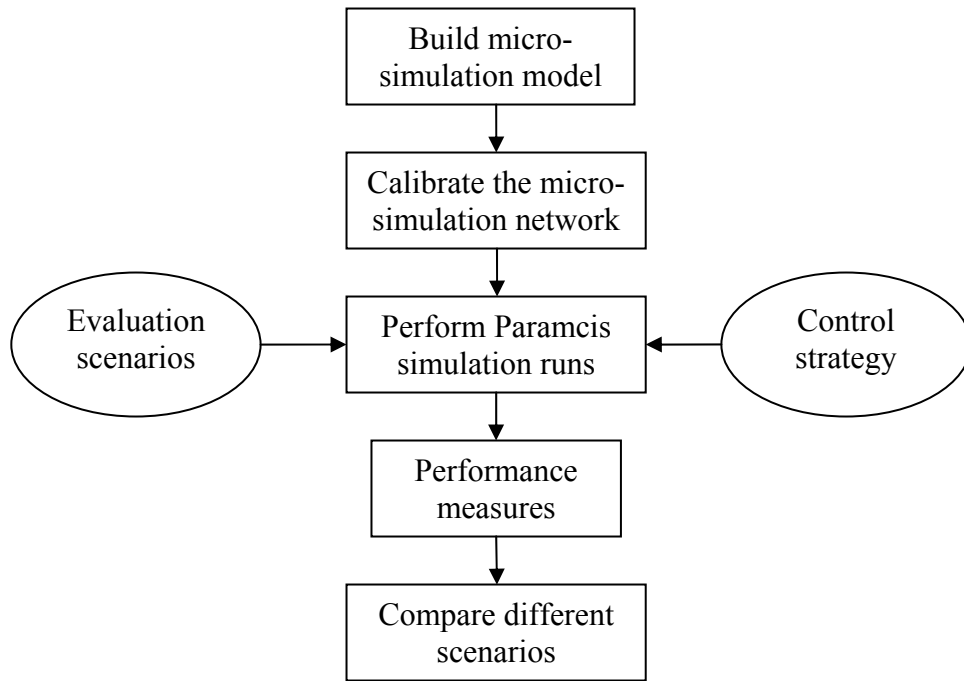 Build micro-
simulation model
Calibrate the micro-
simulation network
Evaluation
scenarios
Perform Paramcis
simulation runs
Control
strategy
Performance
measures
Compare different
scenarios